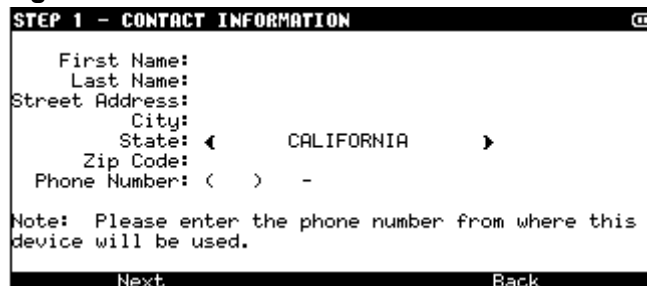 STEP 1 - CONTACT INFORMATION
First Name:
Last Name:
Street Address:
City:
State: CALIFORNIA
Zip Code:
Phone Number: ( ) -
Note: Please enter the phone number from where this
device will be used.
Next Back